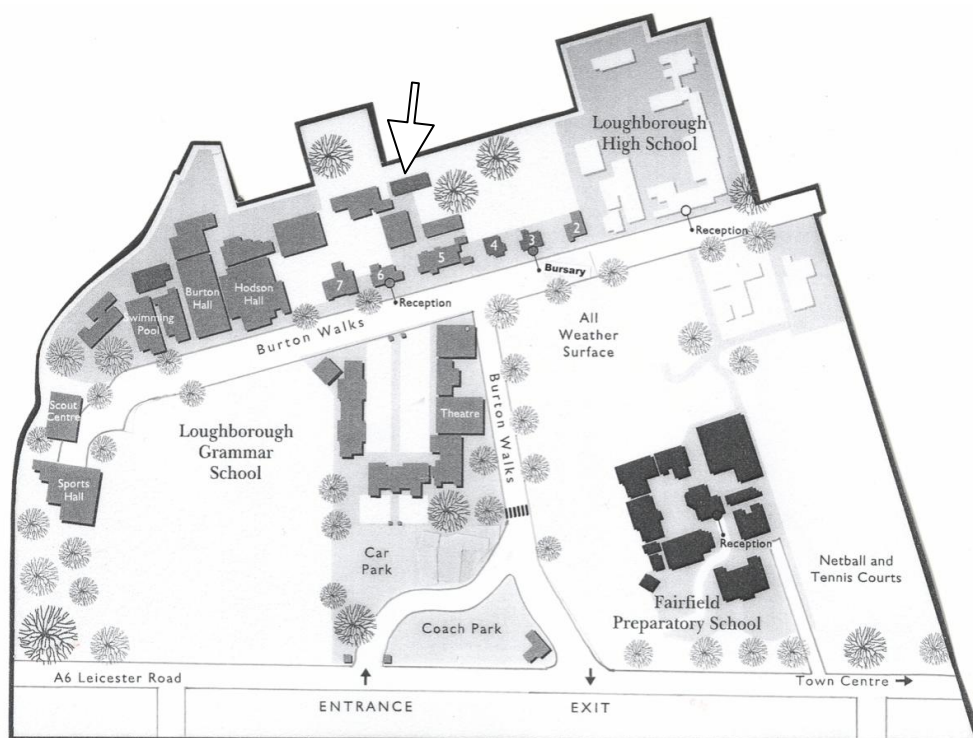 Loughborough
High School
Reception
2
3
4
5
6
7
Bursary
Reception
Burton
Hall
Hodson
Hall
Swimming
Pool
Burton Walks
All
Weather
Surface
Scout
Centre
Loughborough
Grammar
School
Theatre
Burton Walks
Sports
Hall
Car
Park
Reception
Netball and
Tennis Courts
Fairfield
Preparatory School
Coach Park
A6 Leicester Road
Town Centre
ENTRANCE
EXIT